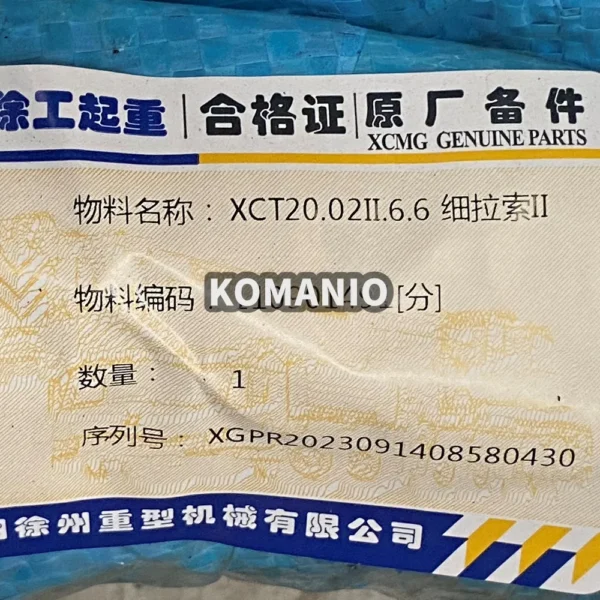 徐工起重 合格证 原厂备件
XCMG GENUINE PARTS
物料名称： XCT20.02II.6.6 细拉索II
物料编码 [分]
KOMANIO
数量： 1
序列号： XGPR2023091408580430
徐州重型机械有限公司